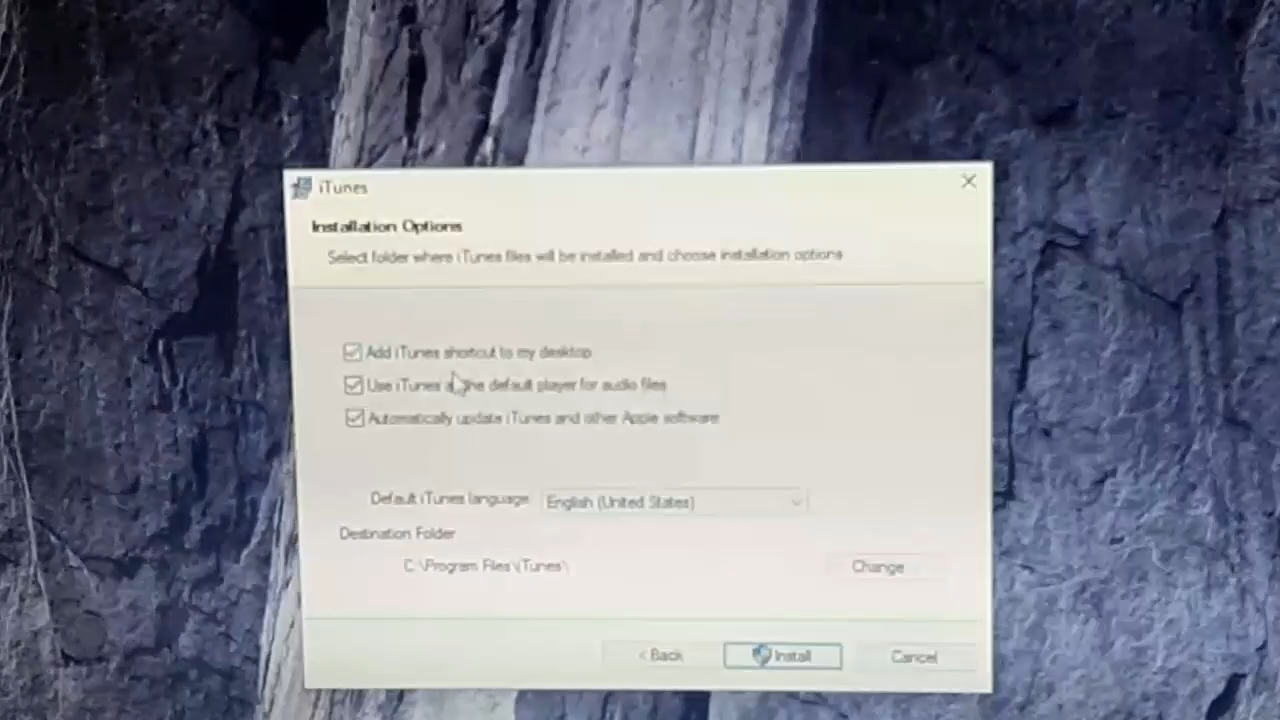 iTunes
Installation Options
Select folder where iTunes files will be installed and choose installation options
Add iTunes shortcut to my desktop
Use iTunes as the default player for audio files
Automatically update iTunes and other Apple software
Default iTunes language English (United States)
Destination Folder
C:\Program Files\iTunes\ Change
< Back Install Cancel